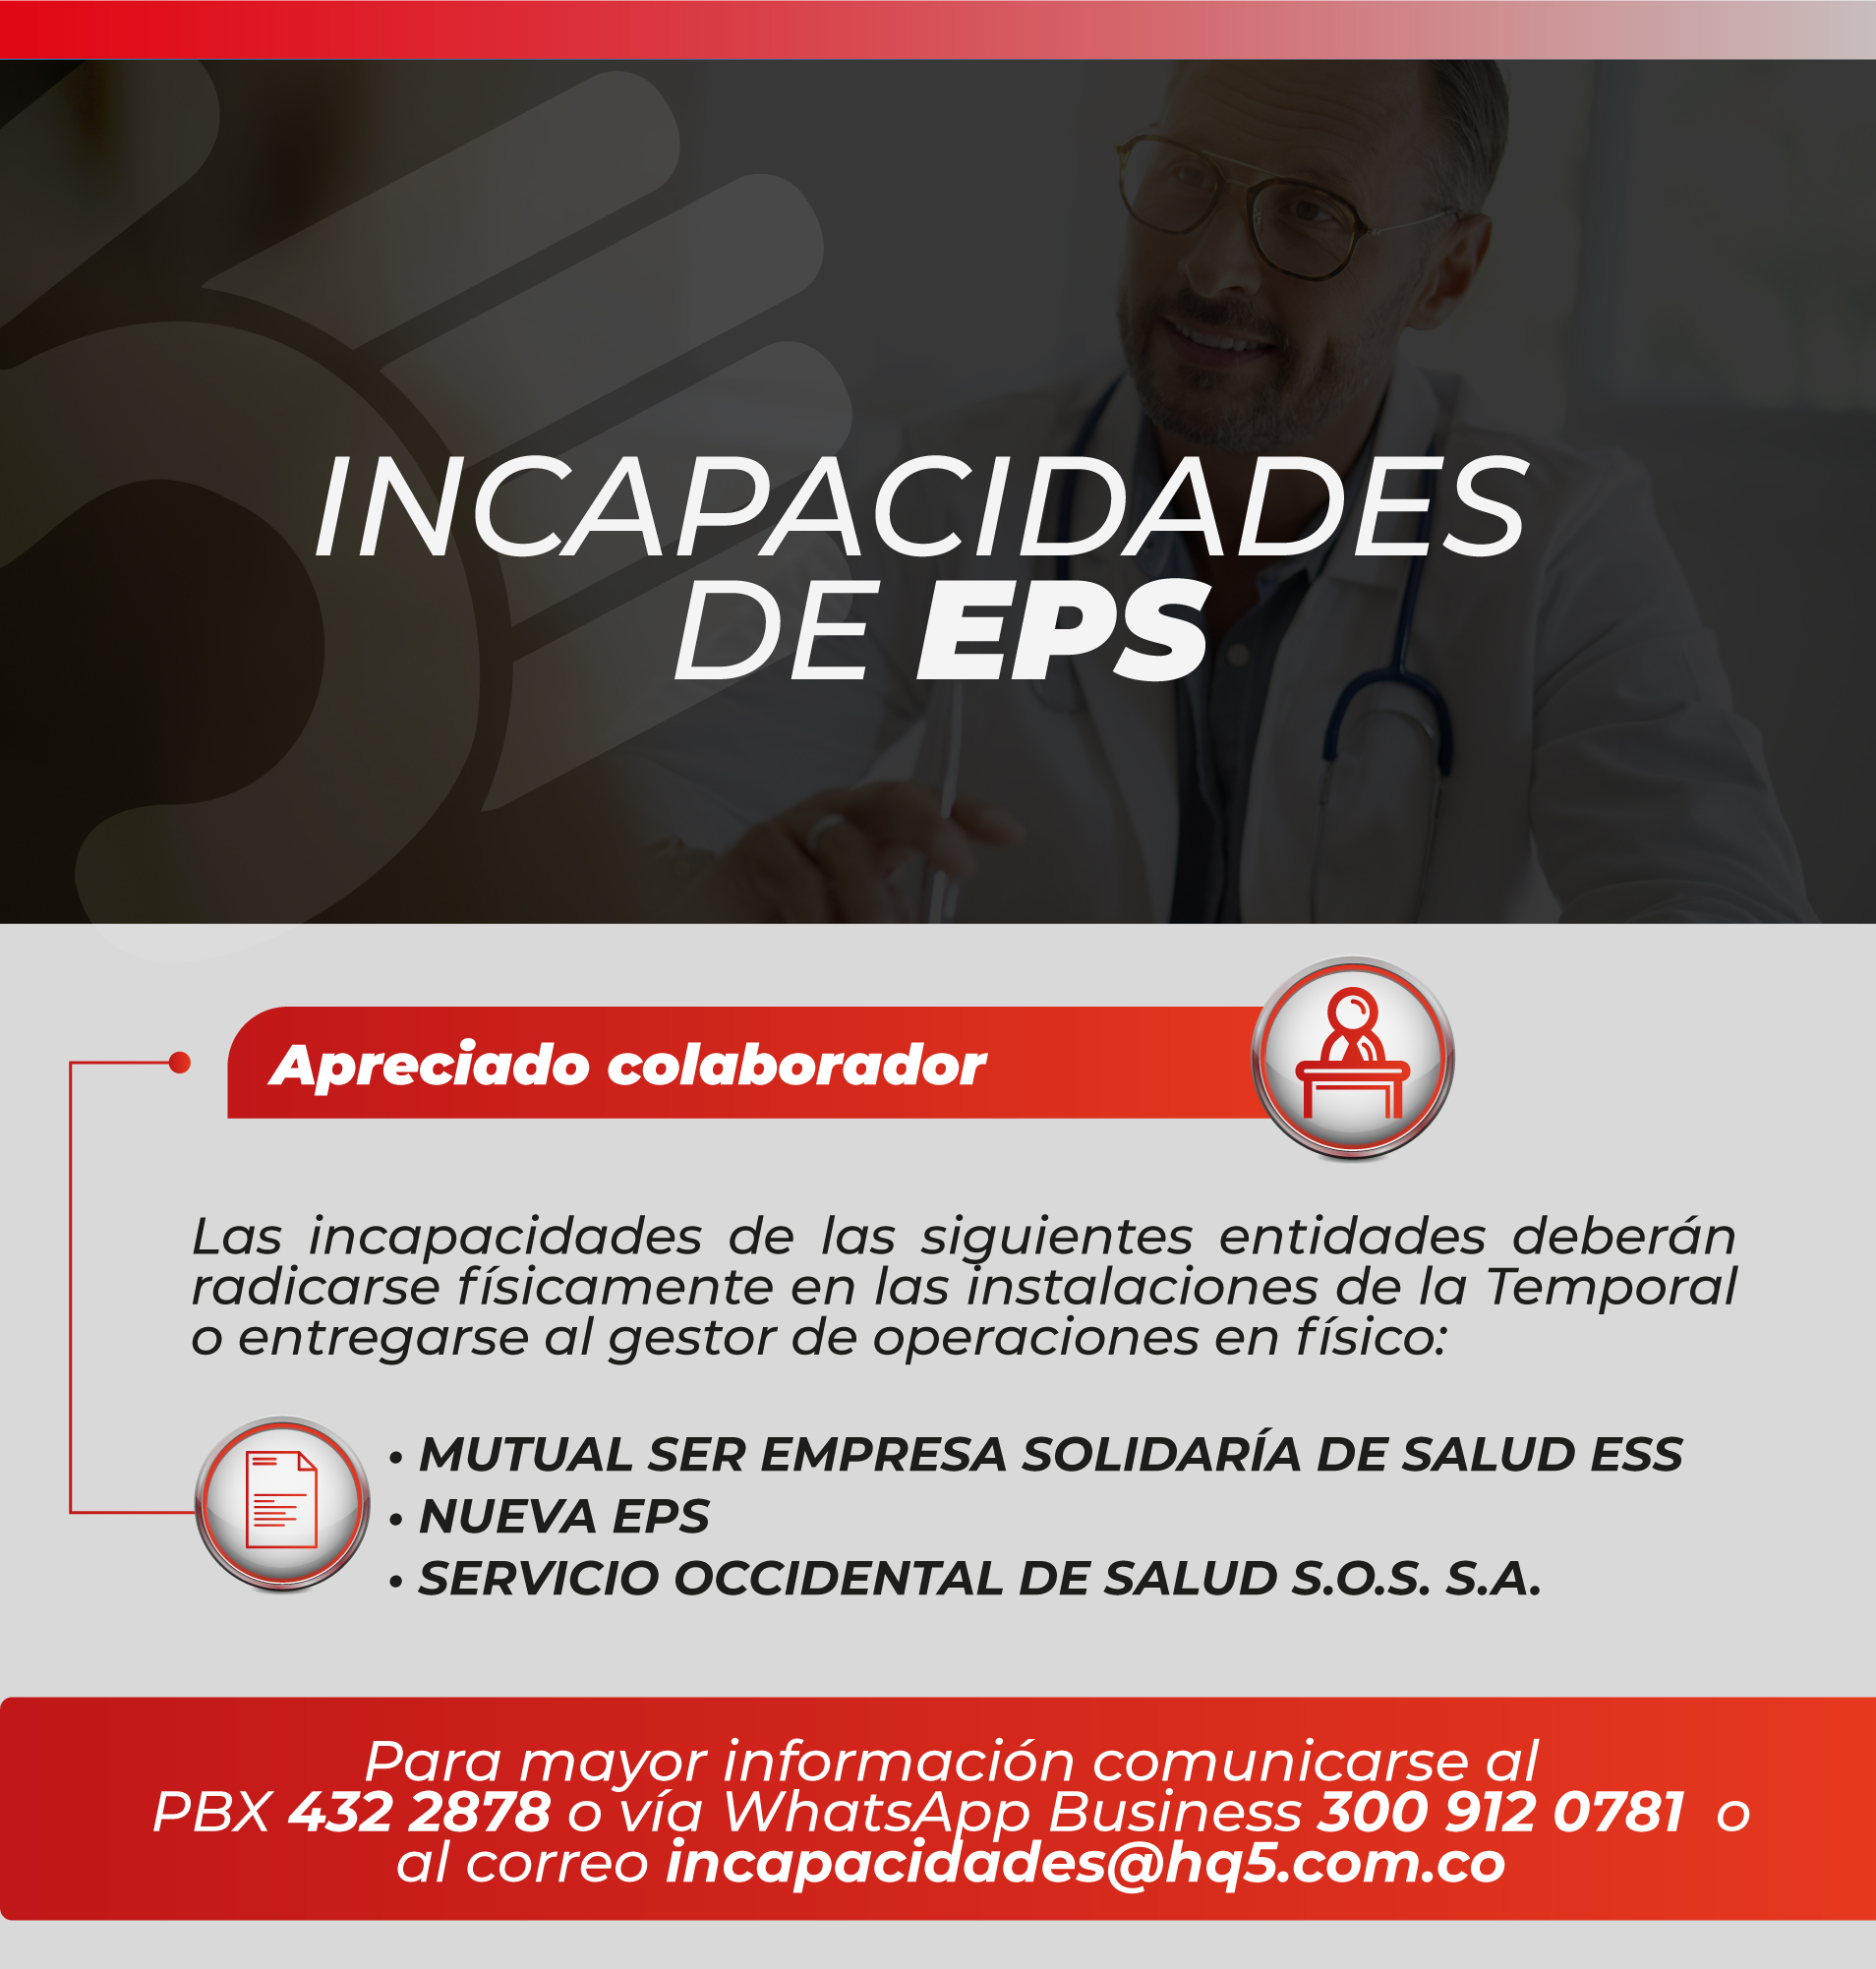 INCAPACIDADES
DE EPS
Apreciado colaborador
Las incapacidades de las siguientes entidades deberán
radicarse físicamente en las instalaciones de la Temporal
o entregarse al gestor de operaciones en físico:
• MUTUAL SER EMPRESA SOLIDARÍA DE SALUD ESS
• NUEVA EPS
• SERVICIO OCCIDENTAL DE SALUD S.O.S. S.A.
Para mayor información comunicarse al
PBX 432 2878 o vía WhatsApp Business 300 912 0781 o
al correo incapacidades@hq5.com.co